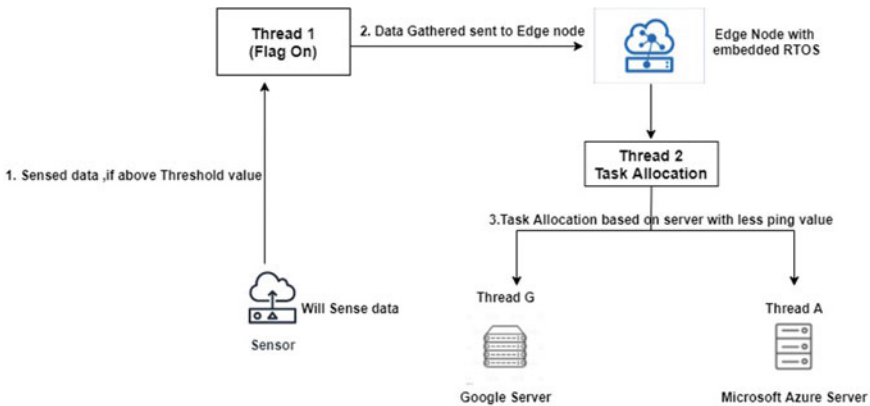 Thread 1
(Flag On)
2. Data Gathered sent to Edge node
Edge Node with
embedded RTOS
Thread 2
Task Allocation
1. Sensed data ,if above Threshold value
3.Task Allocation based on server with less ping value
Will Sense data
Sensor
Thread G
Google Server
Thread A
Microsoft Azure Server